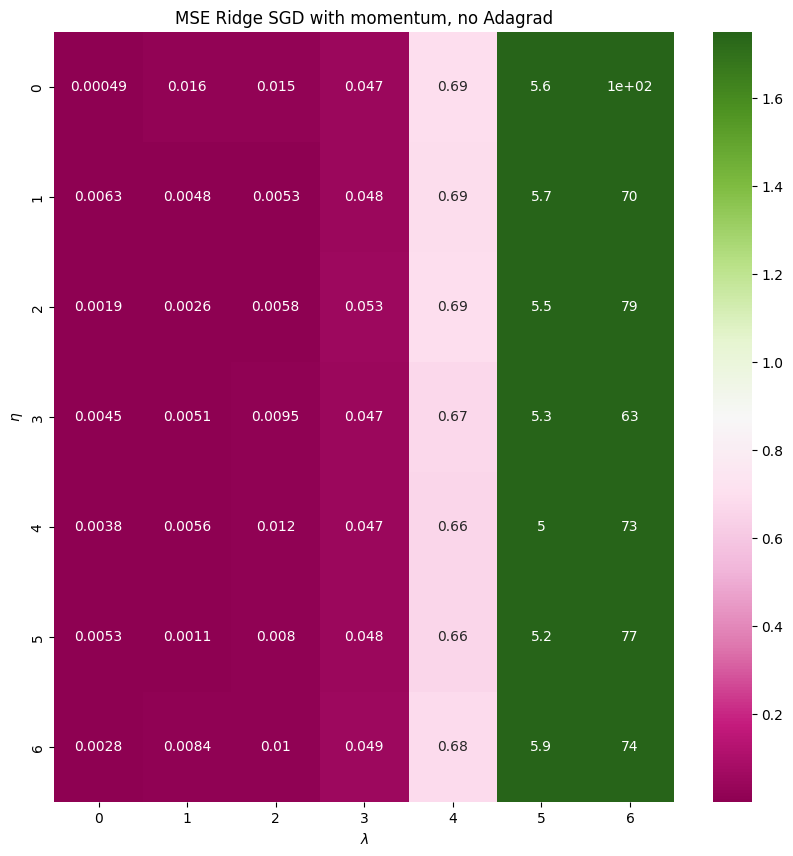 MSE Ridge SGD with momentum, no Adagrad
0 0.00049 0.016 0.015 0.047 0.69 5.6 1e+02
1 0.0063 0.0048 0.0053 0.048 0.69 5.7 70
2 0.0019 0.0026 0.0058 0.053 0.69 5.5 79
η 3 0.0045 0.0051 0.0095 0.047 0.67 5.3 63
4 0.0038 0.0056 0.012 0.047 0.66 5 73
5 0.0053 0.0011 0.008 0.048 0.66 5.2 77
6 0.0028 0.0084 0.01 0.049 0.68 5.9 74
0 1 2 3 4 5 6
λ
1.6
1.4
1.2
1.0
0.8
0.6
0.4
0.2